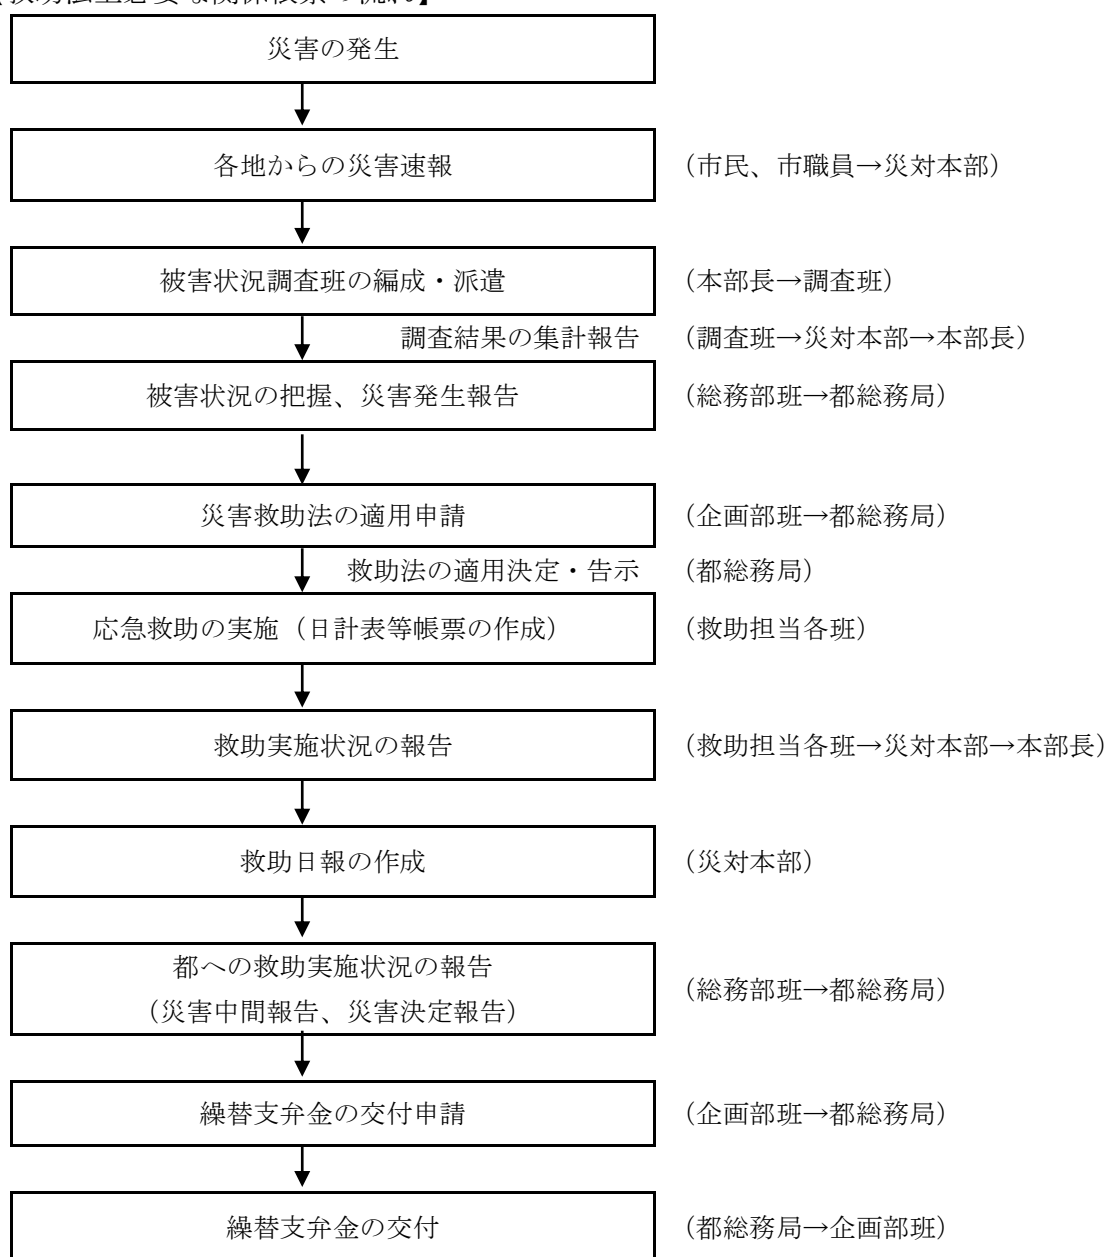 災害の発生
各地からの災害速報 (市民、市職員→災対本部)
被害状況調査班の編成・派遣 (本部長→調査班)
調査結果の集計報告 (調査班→災対本部→本部長)
被害状況の把握、災害発生報告 (総務部班→都総務局)
災害救助法の適用申請 (企画部班→都総務局)
救助法の適用決定・告示 (都総務局)
応急救助の実施(日計表等帳票の作成) (救助担当各班)
救助実施状況の報告 (救助担当各班→災対本部→本部長)
救助日報の作成 (災対本部)
都への救助実施状況の報告
(災害中間報告、災害決定報告) (総務部班→都総務局)
繰替支弁金の交付申請 (企画部班→都総務局)
繰替支弁金の交付 (都総務局→企画部班)